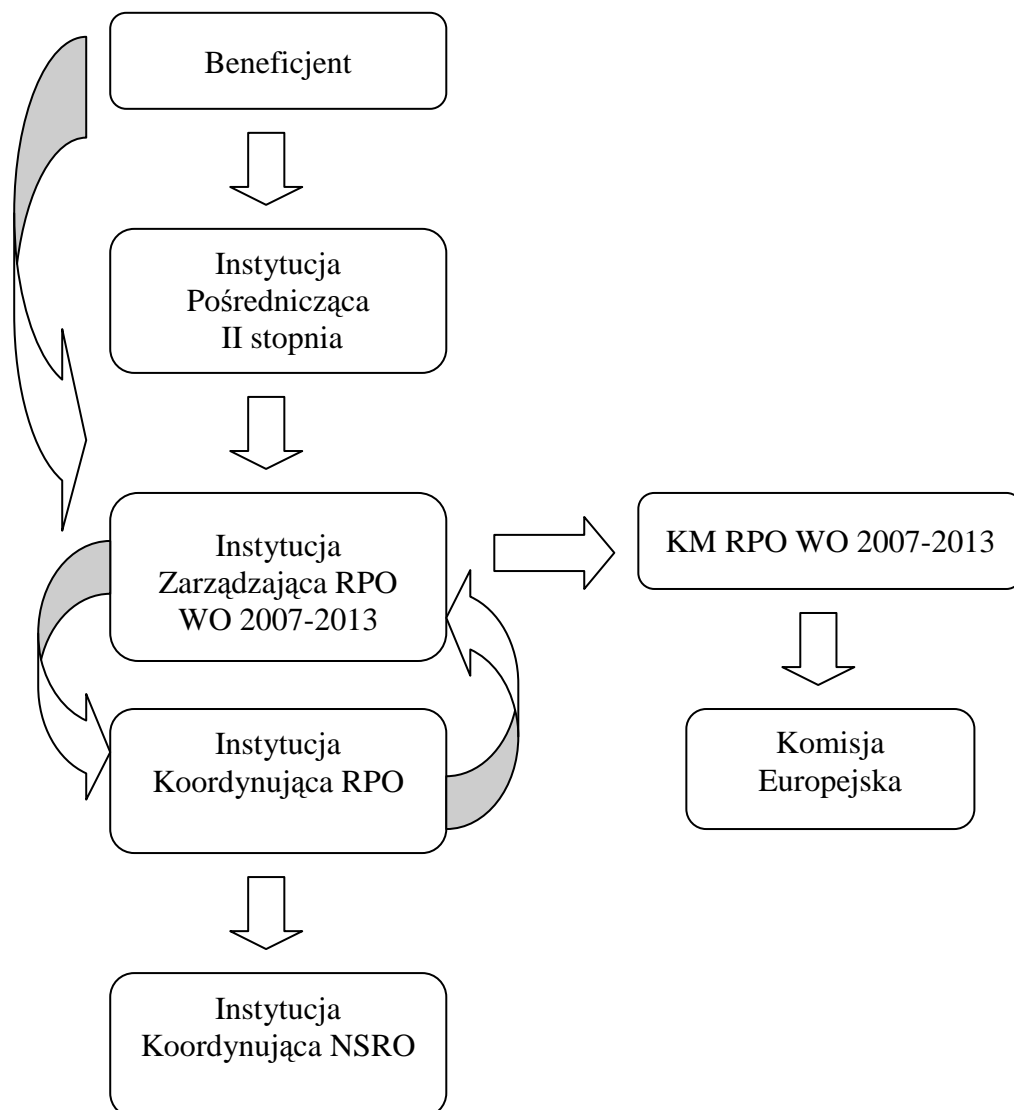 Beneficjent
Instytucja
Pośrednicząca
II stopnia
Instytucja
Zarządzająca RPO
WO 2007-2013
KM RPO WO 2007-2013
Instytucja
Koordynująca RPO
Komisja
Europejska
Instytucja
Koordynująca NSRO